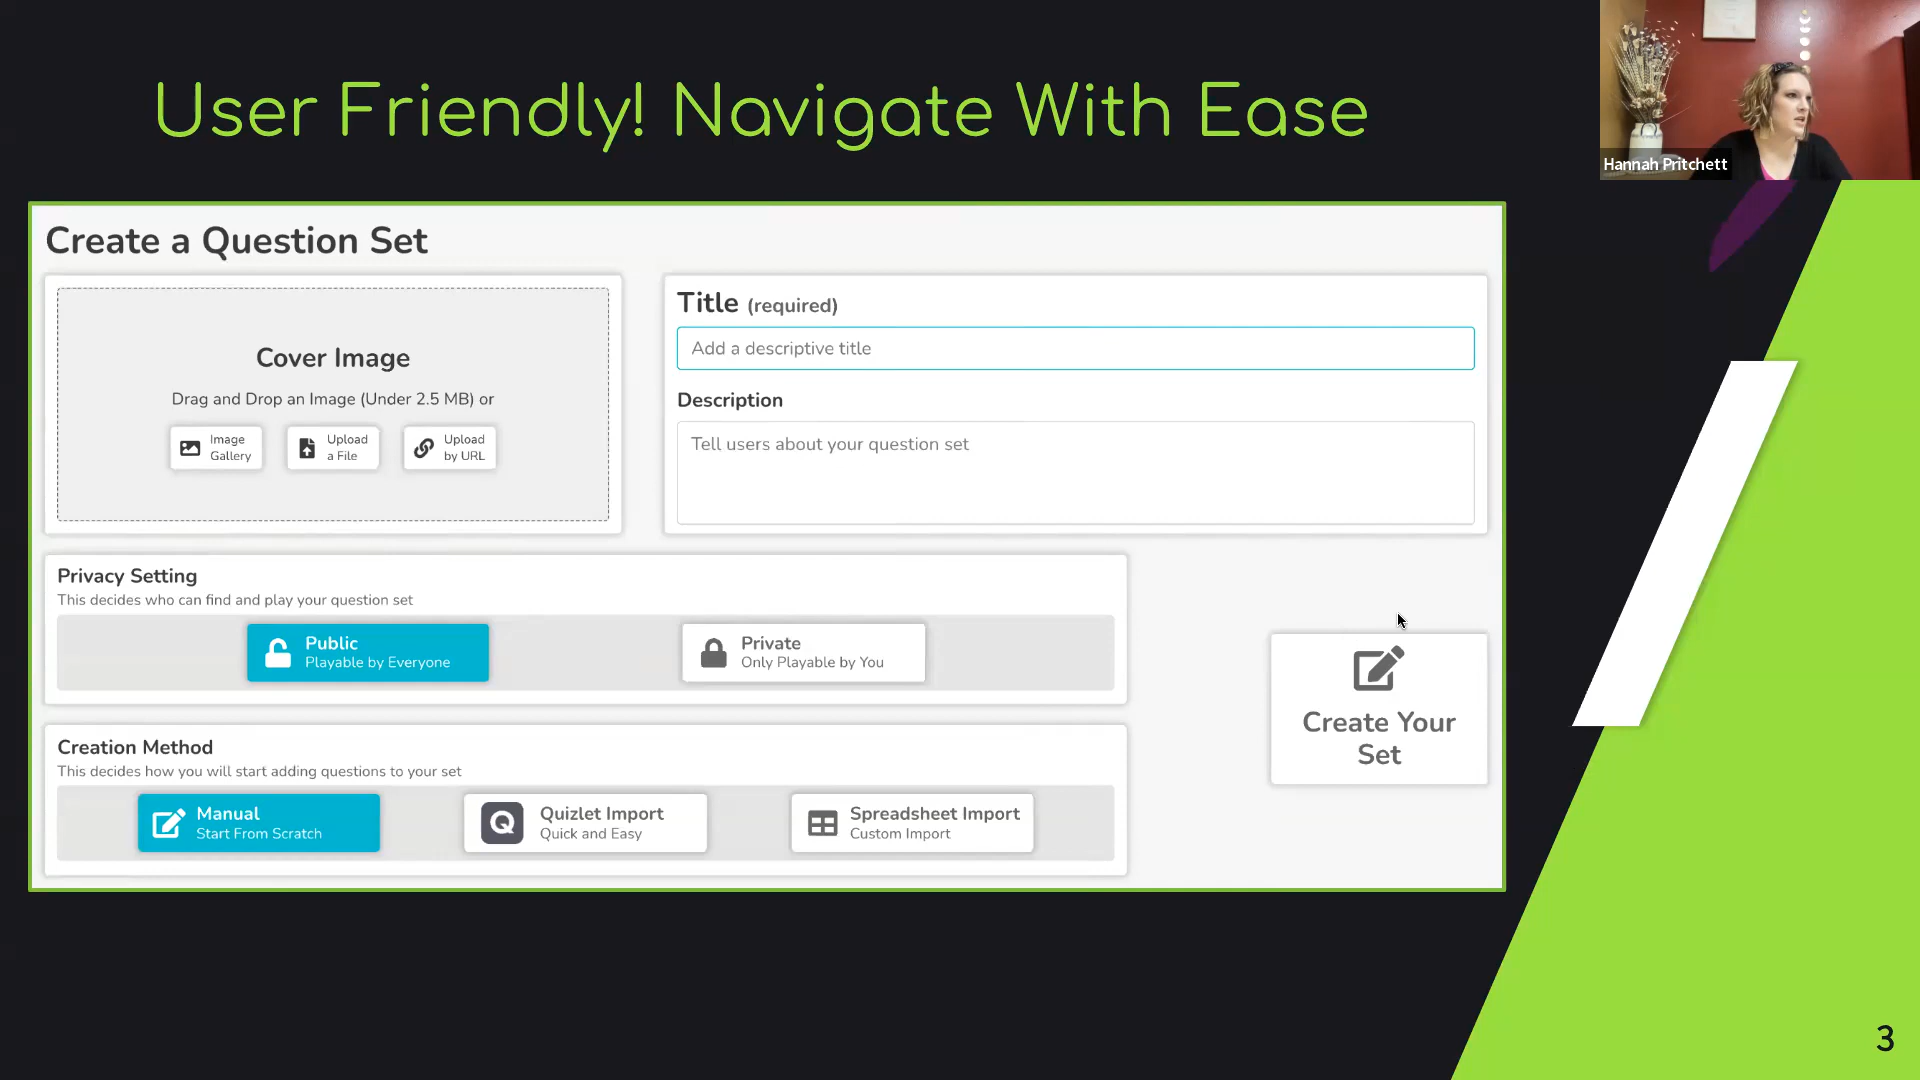 User Friendly! Navigate With Ease
Hannah Pritchett
Create a Question Set
Cover Image
Drag and Drop an Image (Under 2.5 MB) or
Image
Gallery
Upload
a File
Upload
by URL
Title (required)
Add a descriptive title
Description
Tell users about your question set
Privacy Setting
This decides who can find and play your question set
Public
Playable by Everyone
Private
Only Playable by You
Creation Method
This decides how you will start adding questions to your set
Manual
Start From Scratch
Q
Quizlet Import
Quick and Easy
Spreadsheet Import
Custom Import
Create Your
Set
3